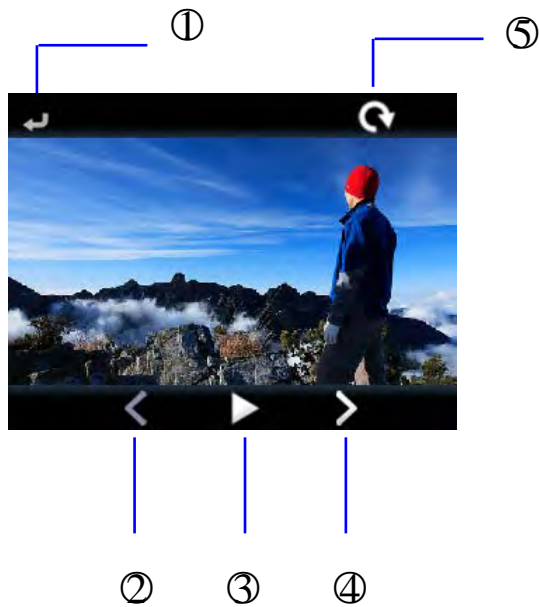 ① ⑤
② ③ ④